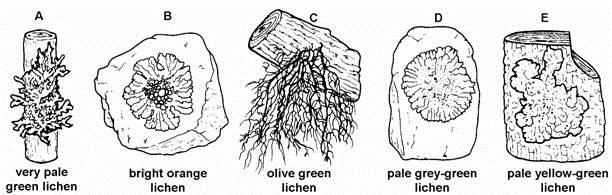 A B C D E
very pale
green lichen
bright orange
lichen
olive green
lichen
pale grey-green
lichen
pale yellow-green
lichen